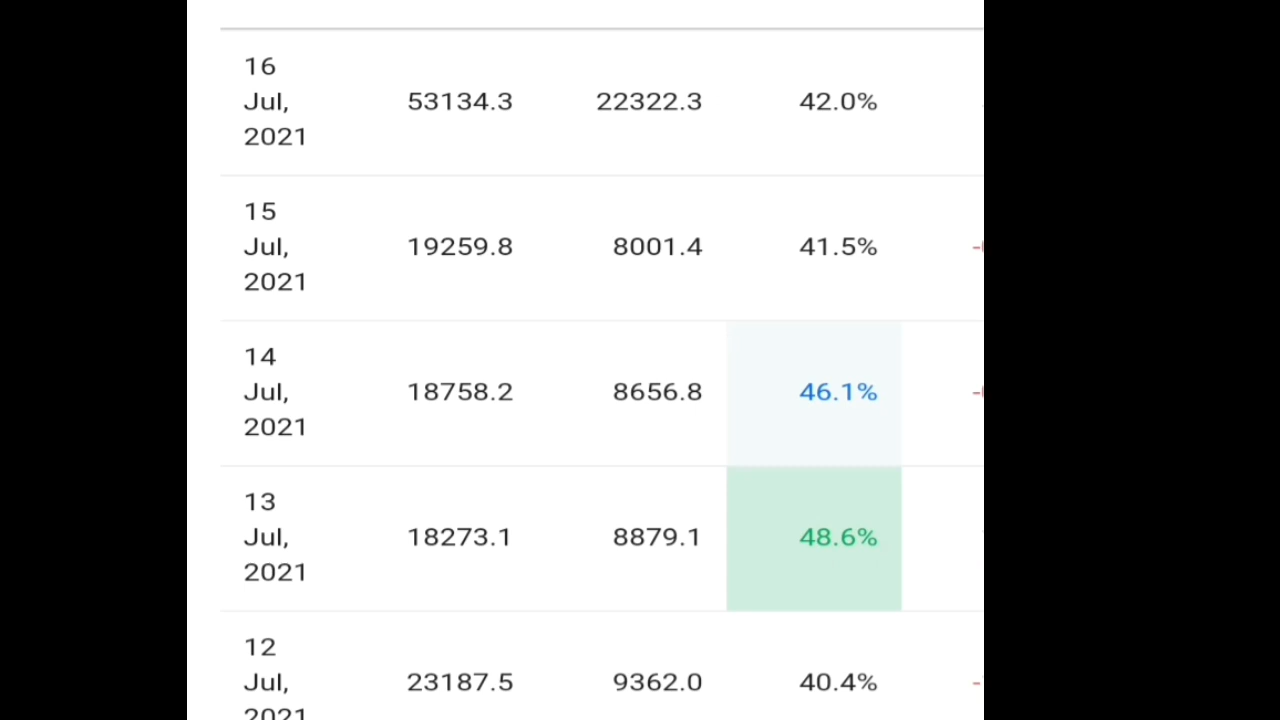 16
Jul,
2021
53134.3 22322.3 42.0%
15
Jul,
2021
19259.8 8001.4 41.5%
14
Jul,
2021
18758.2 8656.8 46.1%
13
Jul,
2021
18273.1 8879.1 48.6%
12
Jul,
2021
23187.5 9362.0 40.4%